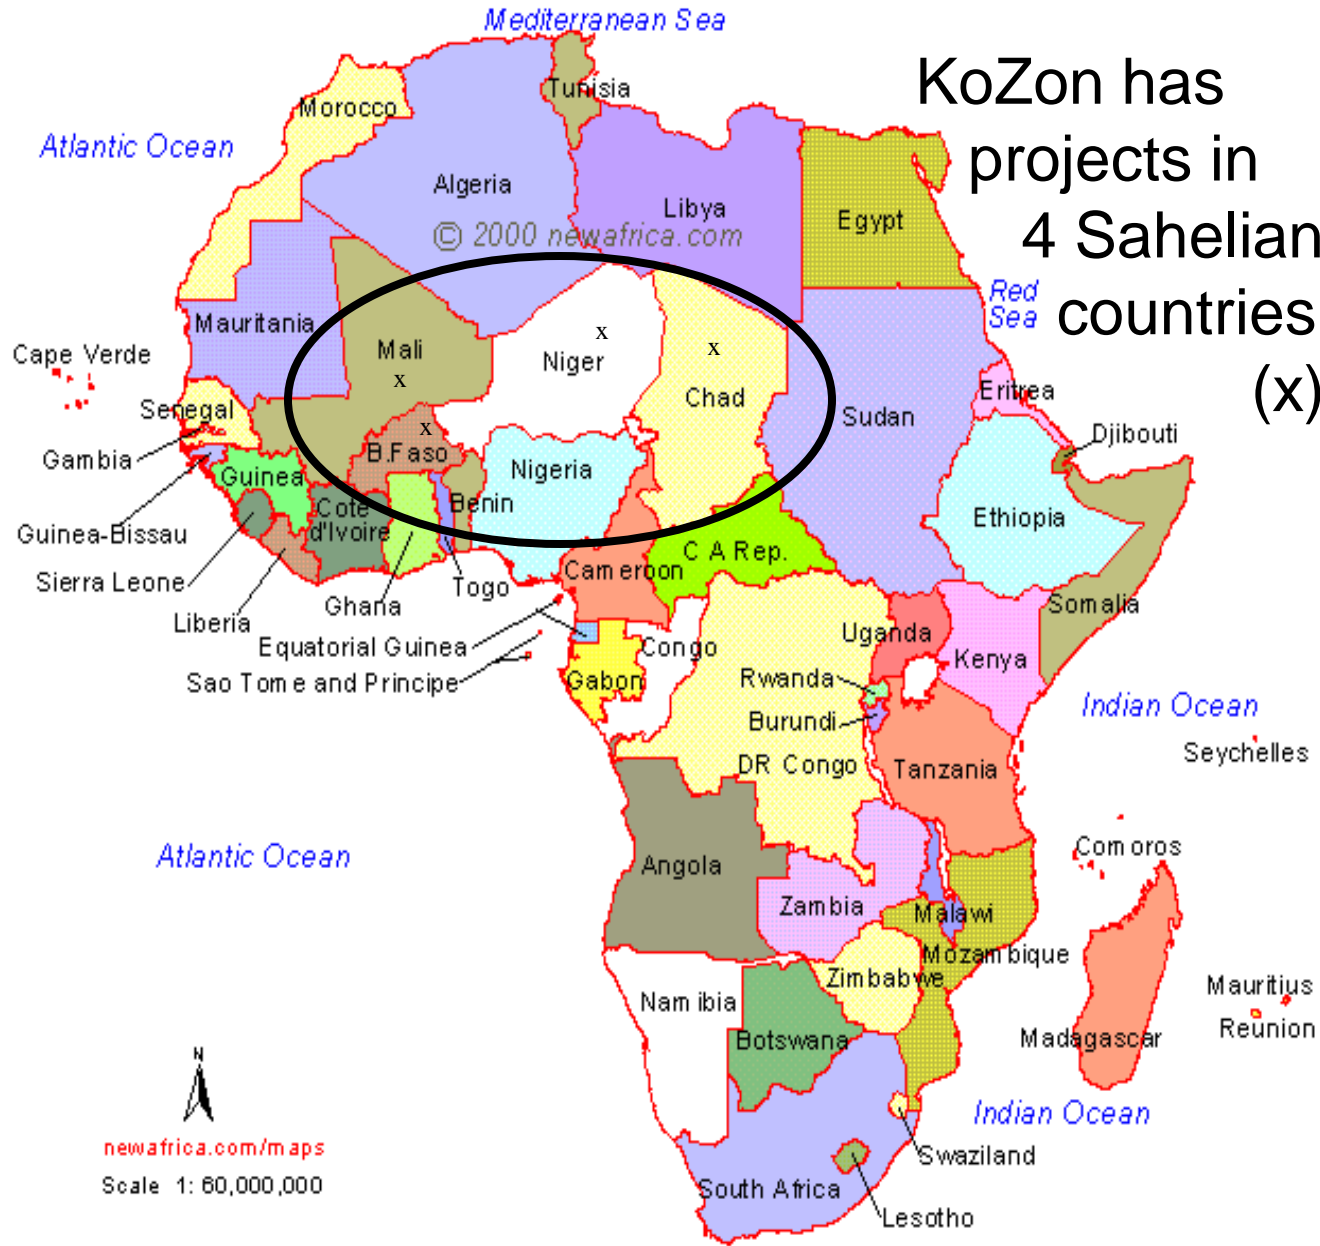 Mediterranean Sea
KoZon has
projects in
4 Sahelian
countries
(x)
Tunisia
Morocco
Atlantic Ocean
Algeria
Libya
Egypt
© 2000 newafrica.com
Red
Sea
Mauritania
Mali
x
Niger
x
Chad
x
Cape Verde
Senegal
Sudan
Eritrea
Djibouti
Gambia
B.Faso
x
Nigeria
Guinea
Benin
Cote
d'Ivoire
Ethiopia
Guinea-Bissau
C A Rep.
Cameroon
Sierra Leone
Togo
Ghana
Liberia
Somalia
Equatorial Guinea
Congo
Uganda
Kenya
Sao Tome and Principe
Gabon
Rwanda
Burundi
Indian Ocean
Seychelles
DR Congo
Tanzania
Atlantic Ocean
Angola
Comoros
Zambia
Malawi
Mozambique
Zimbabwe
Namibia
Mauritius
Reunion
Botswana
Madagascar
N
Indian Ocean
newafrica.com/maps
Swaziland
Scale 1: 60,000,000
South Africa
Lesotho